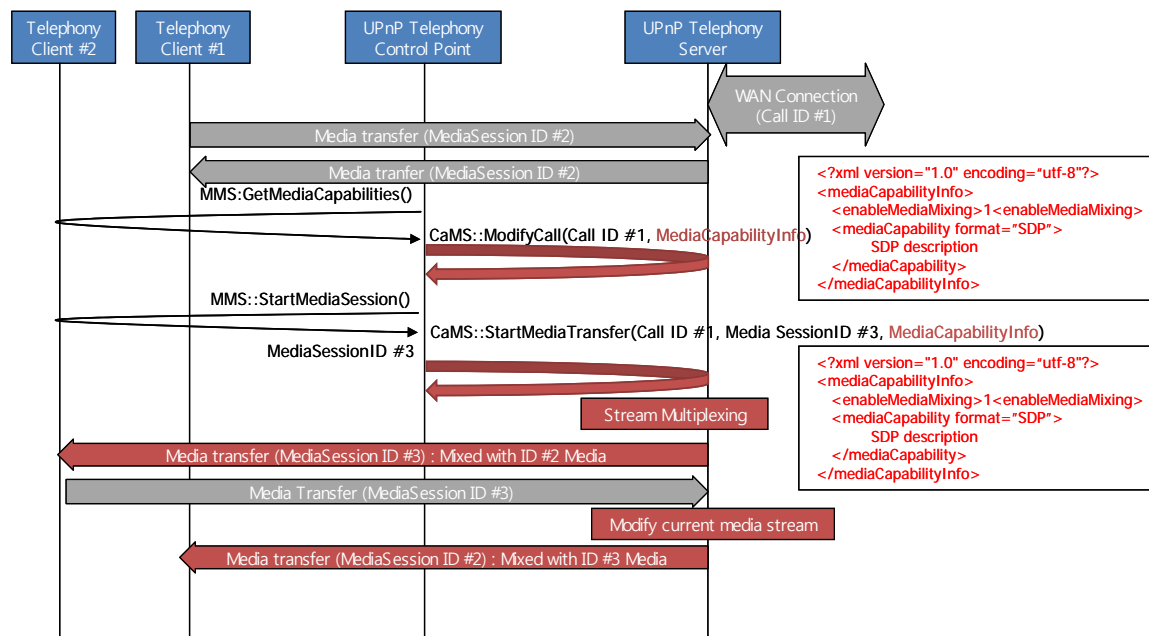 Telephony
Client #2
Telephony
Client #1
UPnP Telephony
Control Point
UPnP Telephony
Server
WAN Connection
(Call ID #1)
Media transfer (MediaSession ID #2)
Media tranfer (MediaSession ID #2)
MMS:GetMediaCapabilities()
CaMS::ModifyCall(Call ID #1, MediaCapabilityInfo)
<?xml version="1.0" encoding="utf-8"?>
<mediaCapabilityInfo>
<enableMediaMixing>1<enableMediaMixing>
<mediaCapability format="SDP">
SDP description
</mediaCapability>
</mediaCapabilityInfo>
MMS::StartMediaSession()
CaMS::StartMediaTransfer(Call ID #1, Media SessionID #3, MediaCapabilityInfo)
MediaSessionID #3
<?xml version="1.0" encoding="utf-8"?>
<mediaCapabilityInfo>
<enableMediaMixing>1<enableMediaMixing>
<mediaCapability format="SDP">
SDP description
</mediaCapability>
</mediaCapabilityInfo>
Stream Multiplexing
Media transfer (MediaSession ID #3) : Mixed with ID #2 Media
Media Transfer (MediaSession ID #3)
Modify current media stream
Media transfer (MediaSession ID #2) : Mixed with ID #3 Media